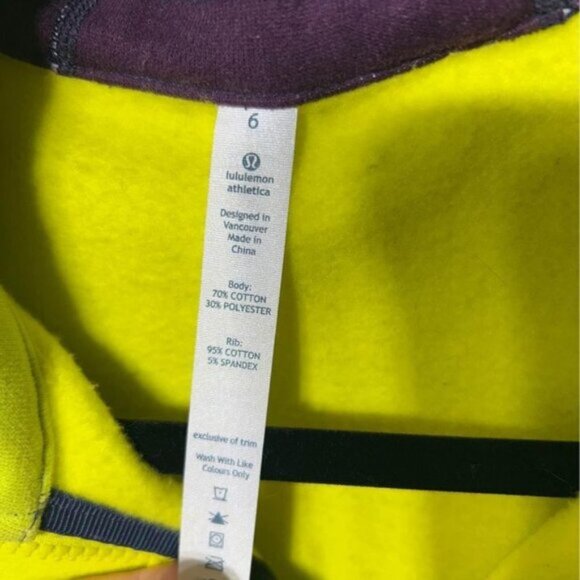 6
lululemon
athletica
Designed in
Vancouver
Made in
China
Body:
70% COTTON
30% POLYESTER
Rib:
95% COTTON
5% SPANDEX
exclusive of trim
Wash With Like
Colours Only